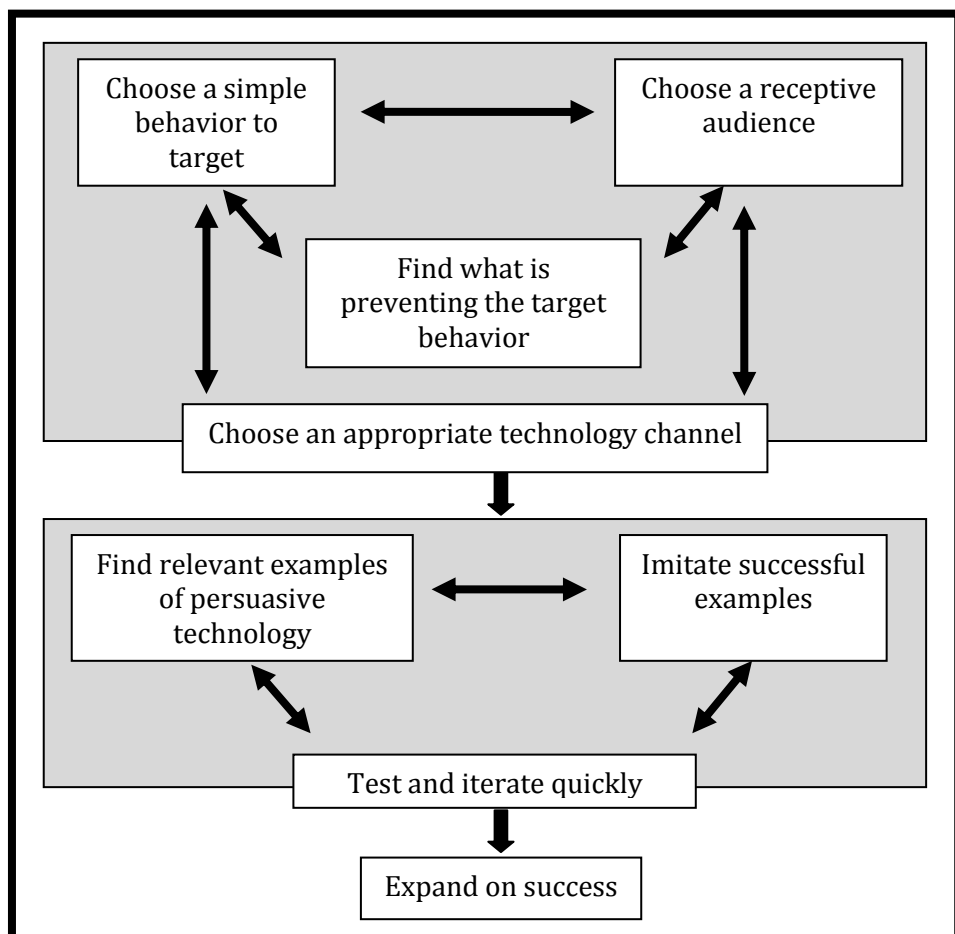 Choose a simple
behavior to
target
Choose a receptive
audience
Find what is
preventing the target
behavior
Choose an appropriate technology channel
Find relevant examples
of persuasive
technology
Imitate successful
examples
Test and iterate quickly
Expand on success